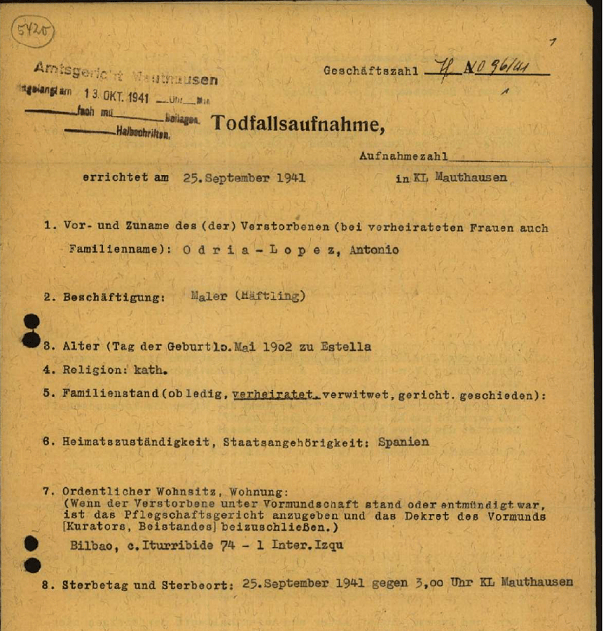 5420
1
Amtsgericht Mauthausen
Geschäftszahl
eingelangt am 13. OKT. 1941 Uhr Min
fach mit Beilagen.
Halbschriften.
Todfallsaufnahme,
Aufnahmezahl
errichtet am 25.September 1941 in KL Mauthausen
1. Vor- und Zuname des (der) Verstorbenen (bei verheirateten Frauen auch
Familienname): O d r i a - L o p e z, Antonio
2. Beschäftigung: Maler (Häftling)
3. Alter (Tag der Geburt 1o.Mai 19o2 zu Estella
4. Religion: kath.
5. Familienstand (ob ledig, verheiratet, verwitwet, gericht. geschieden):
6. Heimatszuständigkeit, Staatsangehörigkeit: Spanien
7. Ordentlicher Wohnsitz, Wohnung:
(Wenn der Verstorbene unter Vormundschaft stand oder entmündigt war,
ist das Pflegschaftsgericht anzugeben und das Dekret des Vormunds
[Kurators, Beistandes] beizuschließen.)
Bilbao, c.Iturribide 74 - 1 Inter.Izqu
8. Sterbetag und Sterbeort: 25.September 1941 gegen 3,oo Uhr KL Mauthausen